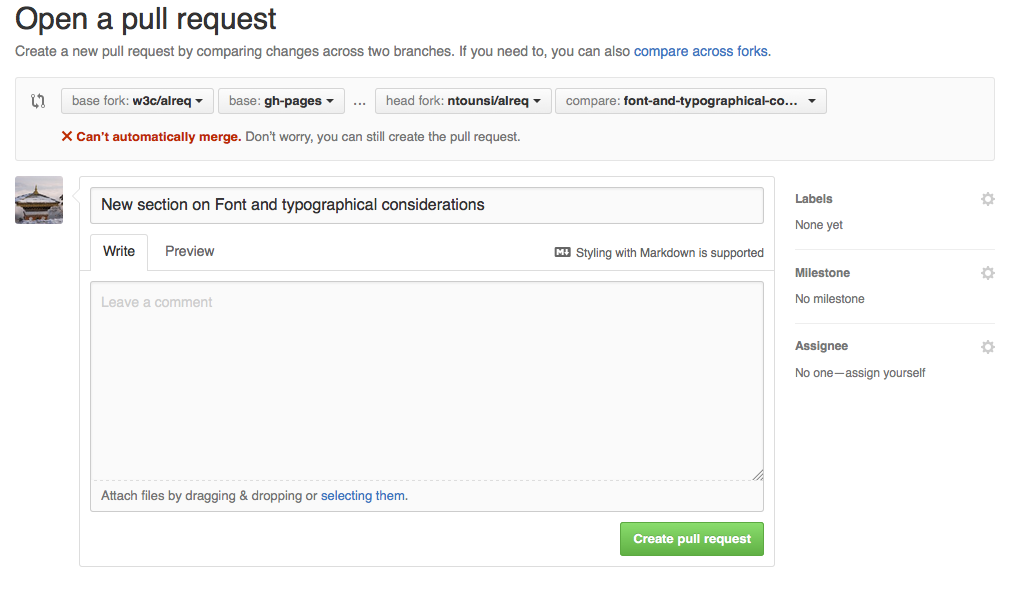 Open a pull request
Create a new pull request by comparing changes across two branches. If you need to, you can also compare across forks.
base fork: w3c/alreq base: gh-pages ... head fork: ntounsi/alreq compare: font-and-typographical-co...
Can't automatically merge. Don't worry, you can still create the pull request.
New section on Font and typographical considerations
Write Preview Styling with Markdown is supported
Leave a comment
Attach files by dragging & dropping or selecting them.
Create pull request
Labels
None yet
Milestone
No milestone
Assignee
No one—assign yourself